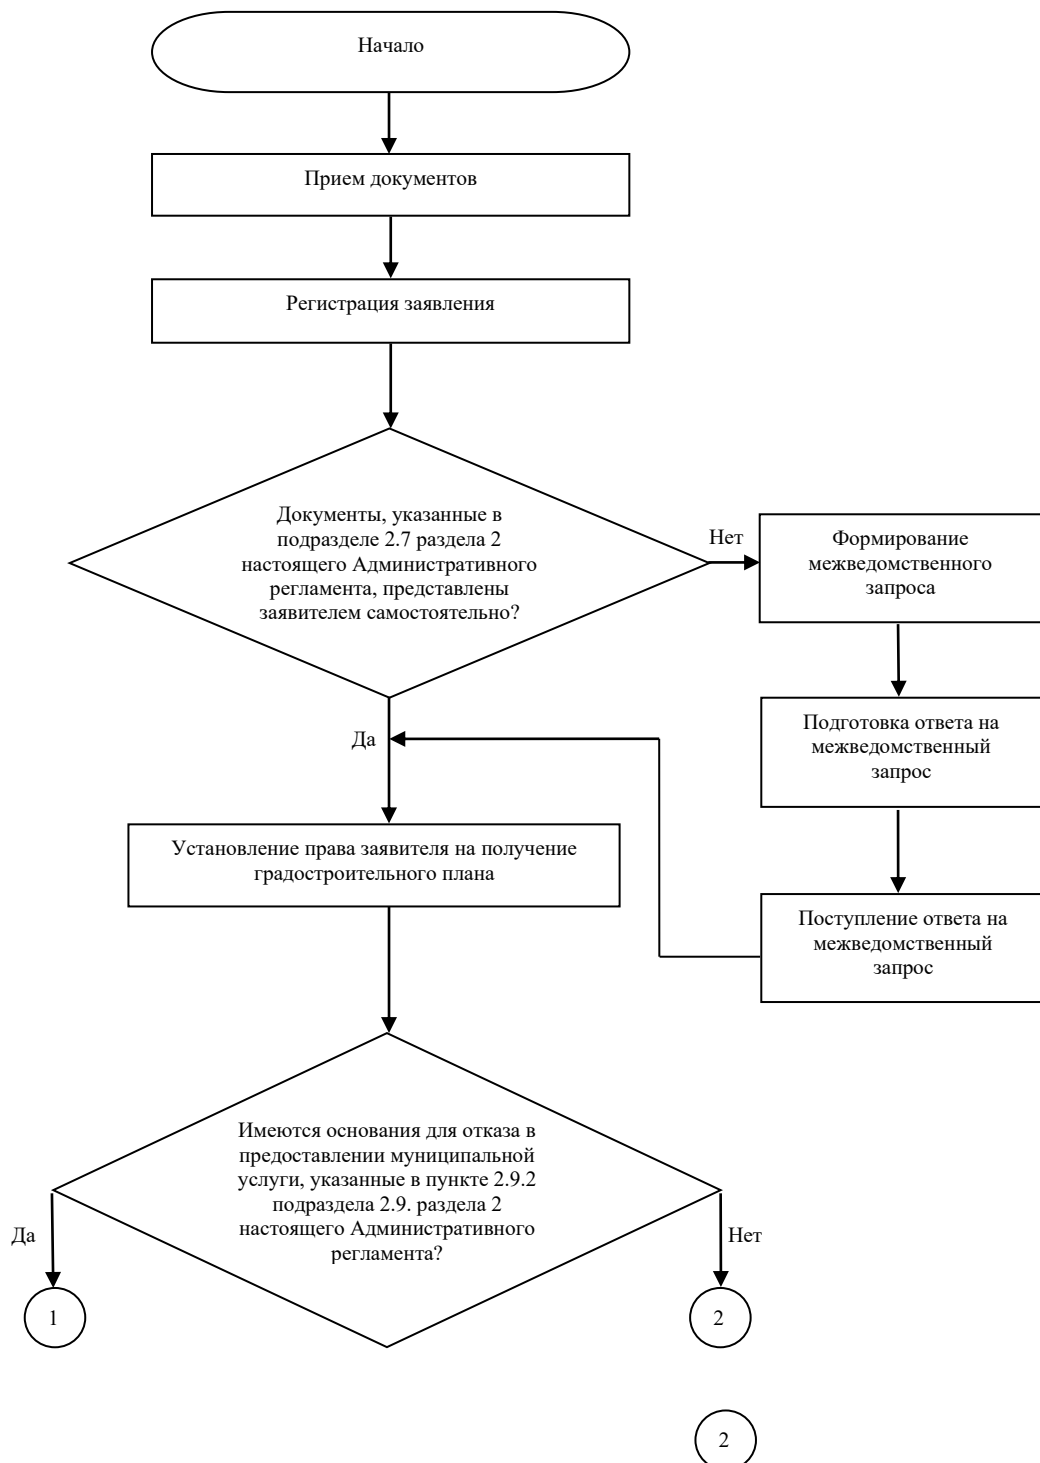 Начало
Прием документов
Регистрация заявления
Документы, указанные в
подразделе 2.7 раздела 2
настоящего Административного
регламента, представлены
заявителем самостоятельно?
Нет
Формирование
межведомственного
запроса
Подготовка ответа на
межведомственный
запрос
Да
Установление права заявителя на получение
градостроительного плана
Поступление ответа на
межведомственный
запрос
Имеются основания для отказа в
предоставлении муниципальной
услуги, указанные в пункте 2.9.2
подраздела 2.9. раздела 2
настоящего Административного
регламента?
Да
Нет
1
2
2